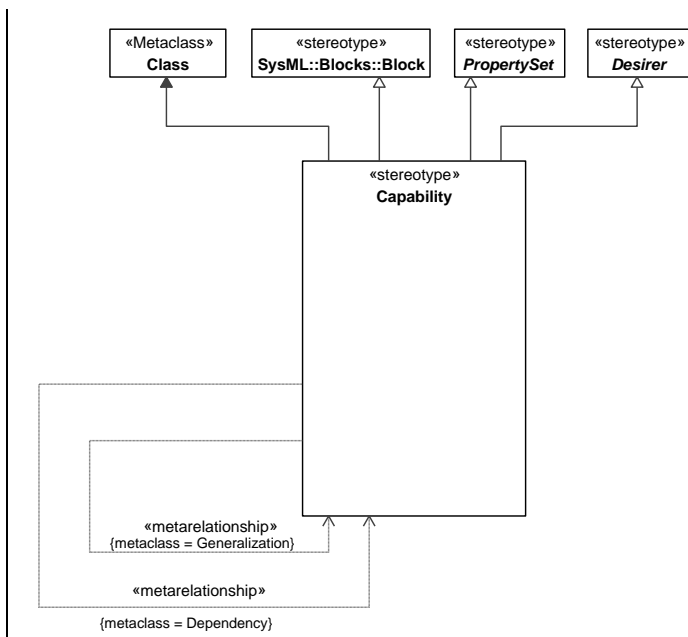 «Metaclass»
Class
«stereotype»
SysML::Blocks::Block
«stereotype»
PropertySet
«stereotype»
Desirer
«stereotype»
Capability
«metarelationship»
{metaclass = Generalization}
«metarelationship»
{metaclass = Dependency}